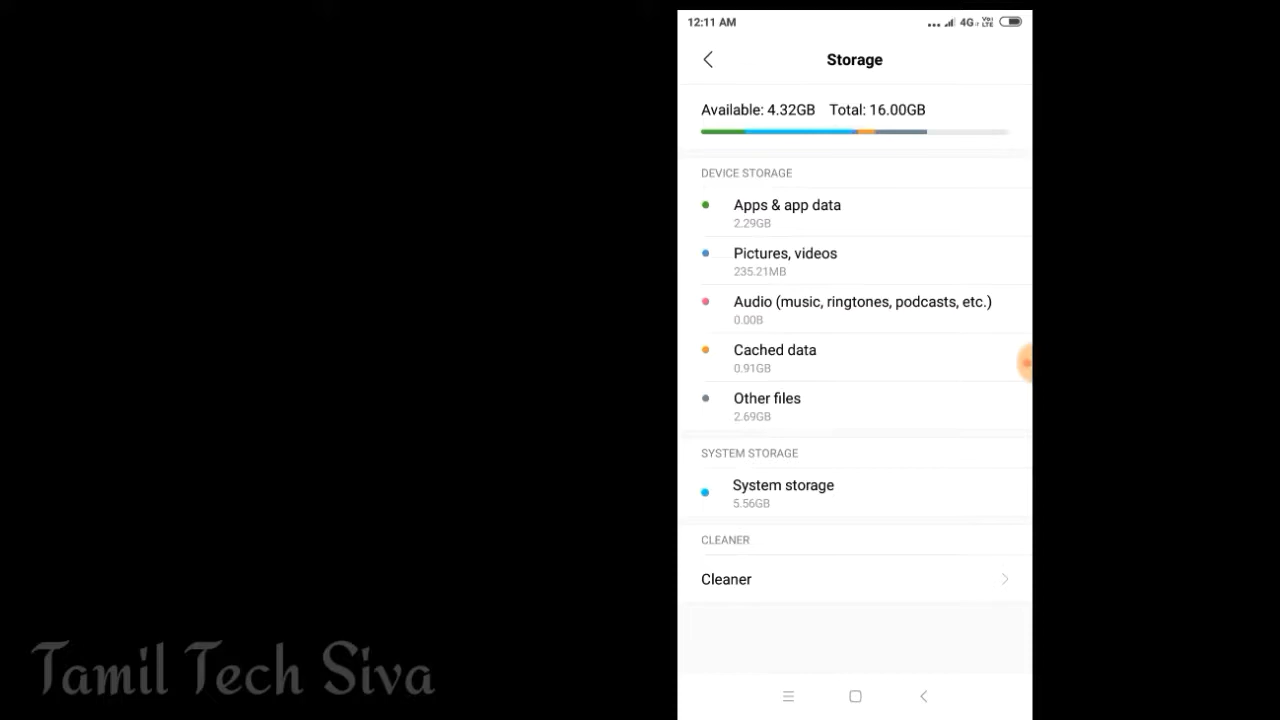 12:11 AM
4G VoLTE
Storage
Available: 4.32GB Total: 16.00GB
DEVICE STORAGE
Apps & app data
2.29GB
Pictures, videos
235.21MB
Audio (music, ringtones, podcasts, etc.)
0.00B
Cached data
0.91GB
Other files
2.69GB
SYSTEM STORAGE
System storage
5.56GB
CLEANER
Cleaner
Tamil Tech Siva